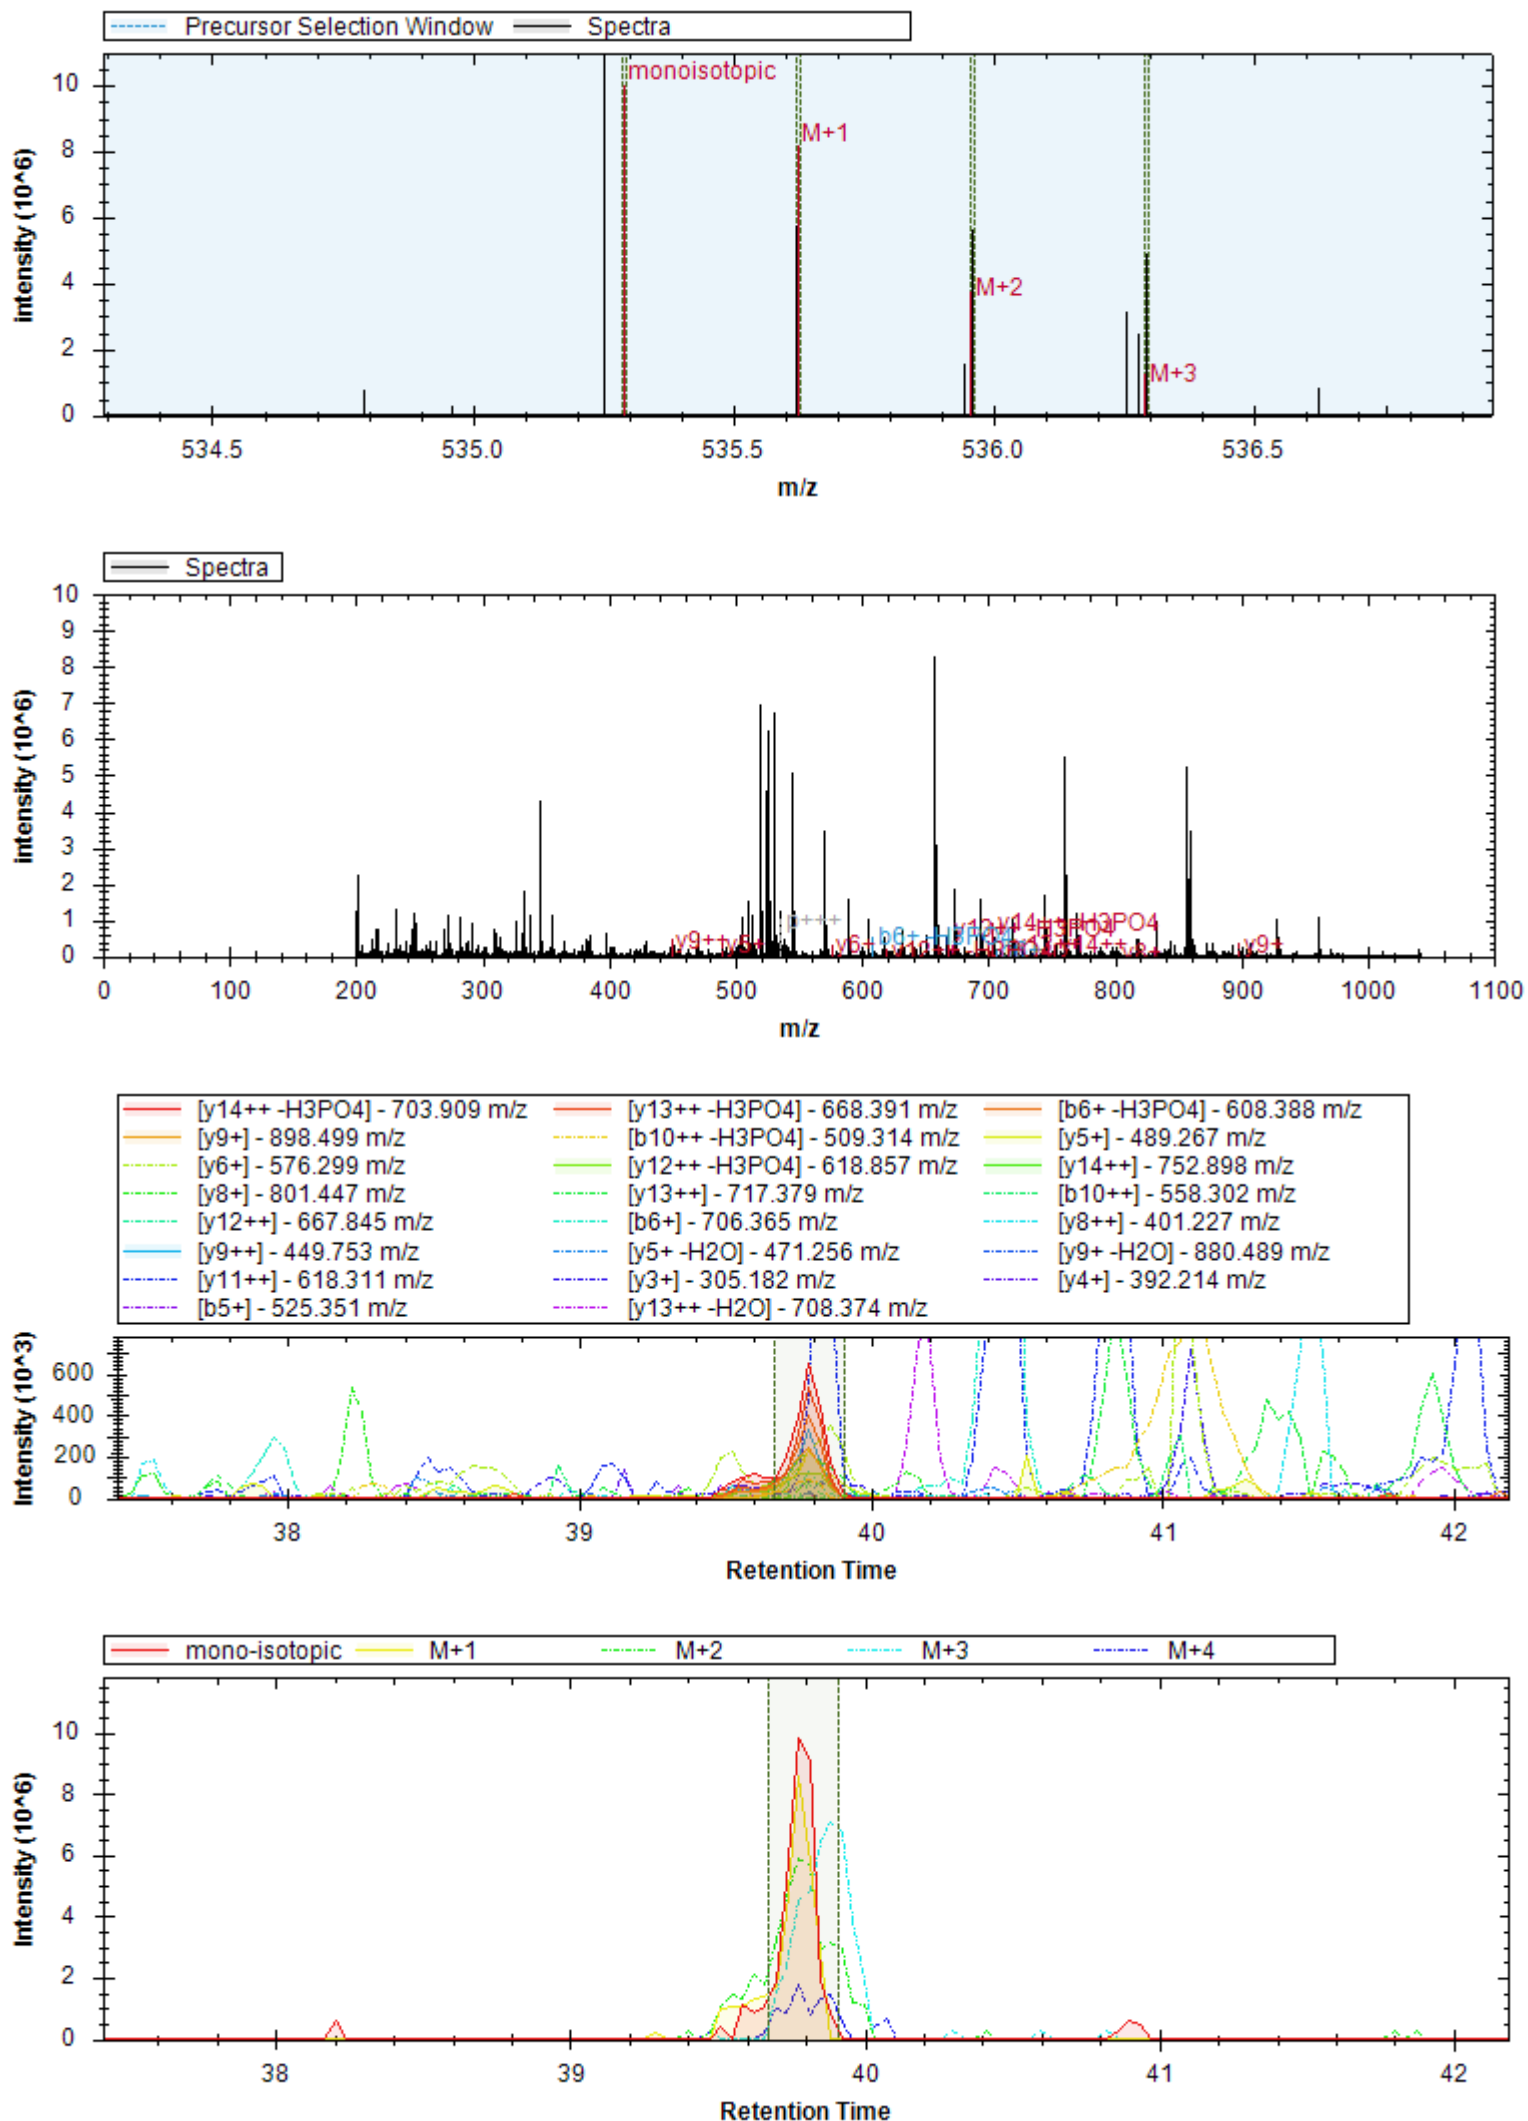 Precursor Selection Window Spectra
intensity (10^6)
10
8
6
4
2
0
monoisotopic
M+1
M+2
M+3
534.5 535.0 535.5 536.0 536.5
m/z
Spectra
intensity (10^6)
10
9
8
7
6
5
4
3
2
1
0
p+++
y9++ y5+ y6+ b6+ -H3PO4 y9+
0 100 200 300 400 500 600 700 800 900 1000 1100
m/z
[y14++ -H3PO4] - 703.909 m/z [y13++ -H3PO4] - 668.391 m/z [b6+ -H3PO4] - 608.388 m/z
[y9+] - 898.499 m/z [b10++ -H3PO4] - 509.314 m/z [y5+] - 489.267 m/z
[y6+] - 576.299 m/z [y12++ -H3PO4] - 618.857 m/z [y14++] - 752.898 m/z
[y8+] - 801.447 m/z [y13++] - 717.379 m/z [b10++] - 558.302 m/z
[y12++] - 667.845 m/z [b6+] - 706.365 m/z [y8++] - 401.227 m/z
[y9++] - 449.753 m/z [y5+ -H2O] - 471.256 m/z [y9+ -H2O] - 880.489 m/z
[y11++] - 618.311 m/z [y3+] - 305.182 m/z [y4+] - 392.214 m/z
[b5+] - 525.351 m/z [y13++ -H2O] - 708.374 m/z
Intensity (10^3)
600
400
200
0
38 39 40 41 42
Retention Time
mono-isotopic M+1 M+2 M+3 M+4
Intensity (10^6)
10
8
6
4
2
0
38 39 40 41 42
Retention Time